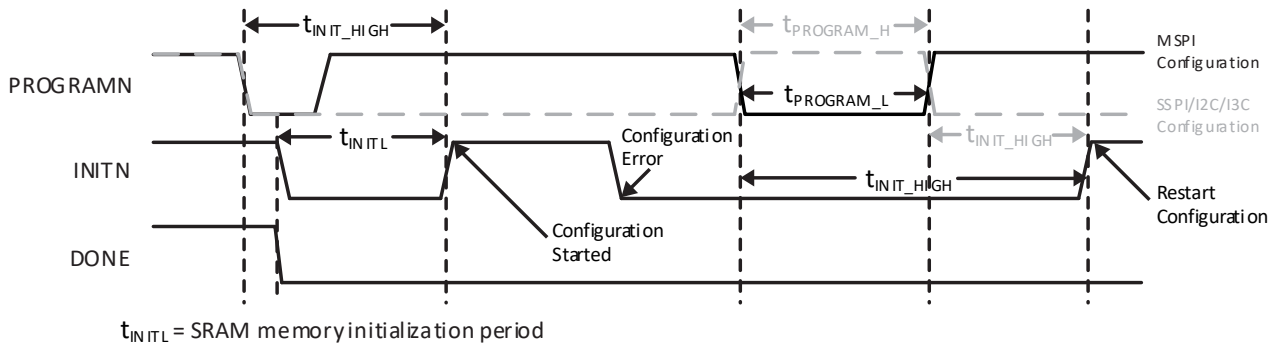 tINIT_HIGH
tPROGRAM_H
MSPI
Configuration
PROGRAMN
tPROGRAM_L
SSPI/I2C/I3C
Configuration
tINITL
Configuration
Error
tINIT_HIGH
INITN
tINIT_HIGH
Restart
Configuration
Configuration
Started
DONE
tINITL = SRAM memory initialization period